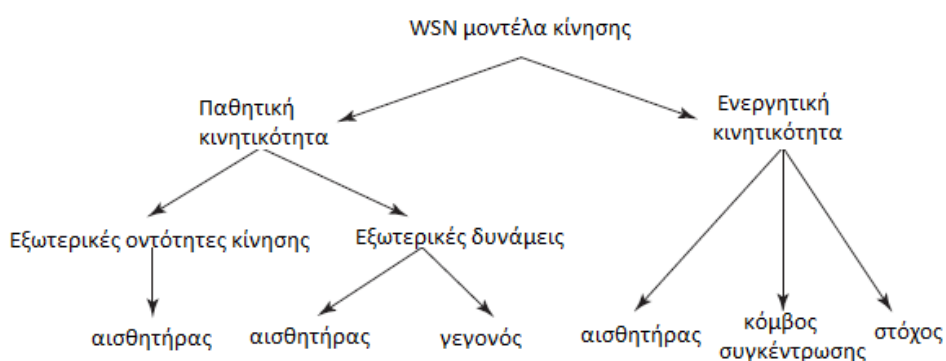 WSN μοντέλα κίνησης
Παθητική
κινητικότητα
Ενεργητική
κινητικότητα
Εξωτερικές οντότητες κίνησης
Εξωτερικές δυνάμεις
αισθητήρας
αισθητήρας
γεγονός
αισθητήρας
κόμβος
συγκέντρωσης
στόχος